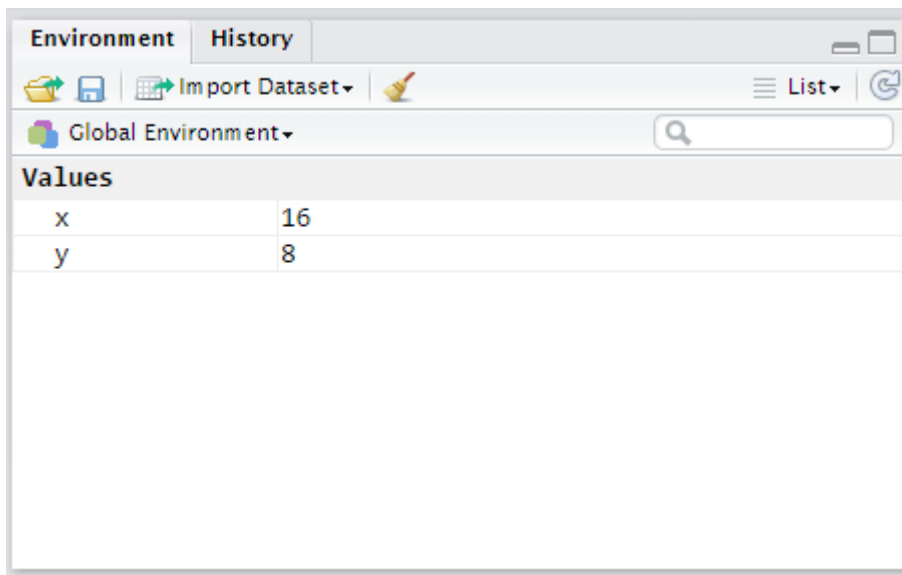 Environment History
Import Dataset List
Global Environment
Values
x 16
y 8